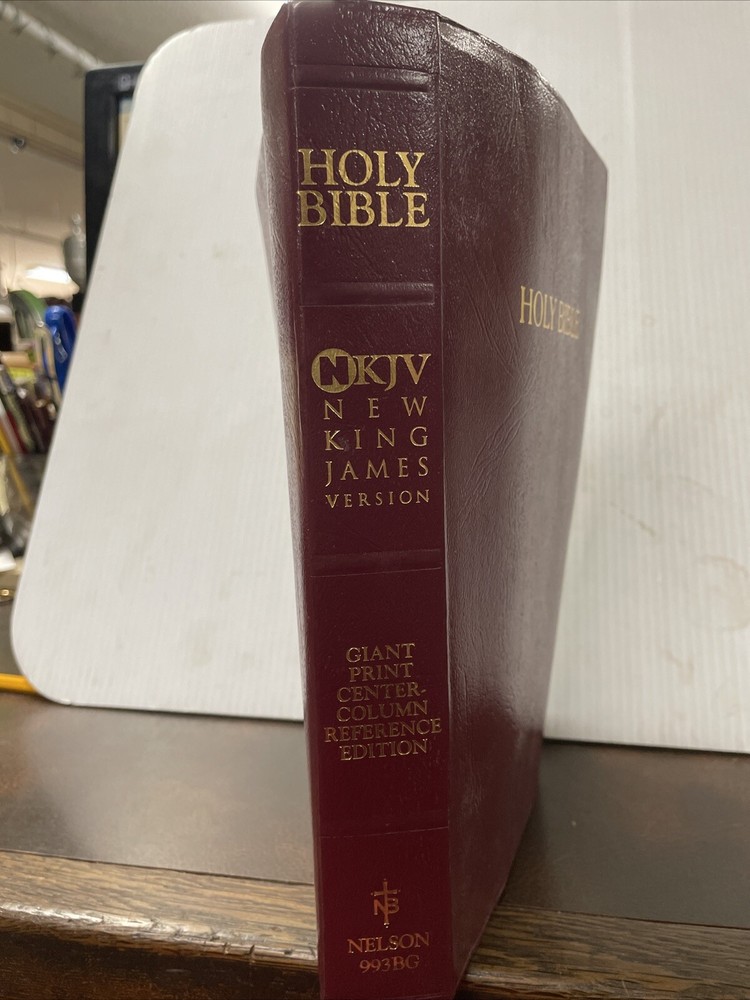 HOLY
BIBLE
NKJV
NEW
KING
JAMES
VERSION
GIANT
PRINT
CENTER-
COLUMN
REFERENCE
EDITION
NB
NELSON
993BG
HOLY BIBLE